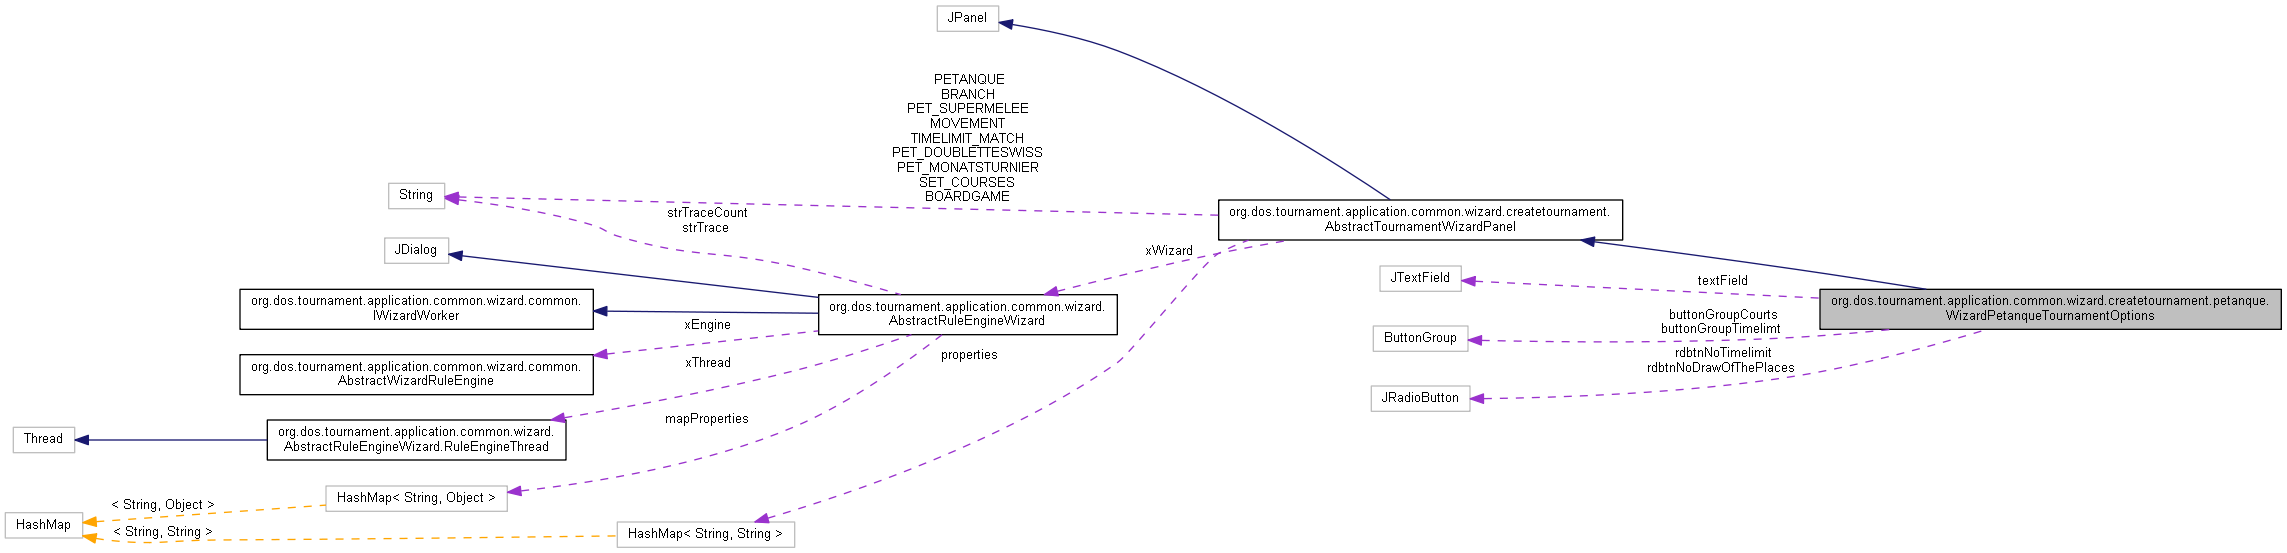 JPanel
PETANQUE
BRANCH
PET_SUPERMELEE
MOVEMENT
TIMELIMIT_MATCH
PET_DOUBLETTESWISS
PET_MONATSTURNIER
SET_COURSES
BOARDGAME
String
strTraceCount
strTrace
org.dos.tournament.application.common.wizard.createtournament.
AbstractTournamentWizardPanel
JDialog
xWizard
JTextField
textField
org.dos.tournament.application.common.wizard.common.
IWizardWorker
org.dos.tournament.application.common.wizard.
AbstractRuleEngineWizard
org.dos.tournament.application.common.wizard.createtournament.petanque.
WizardPetanqueTournamentOptions
xEngine
buttonGroupCourts
buttonGroupTimelimt
ButtonGroup
org.dos.tournament.application.common.wizard.common.
AbstractWizardRuleEngine
xThread
properties
rdbtnNoTimelimit
rdbtnNoDrawOfThePlaces
JRadioButton
Thread
org.dos.tournament.application.common.wizard.
AbstractRuleEngineWizard.RuleEngineThread
mapProperties
< String, Object >
HashMap< String, Object >
HashMap
< String, String >
HashMap< String, String >